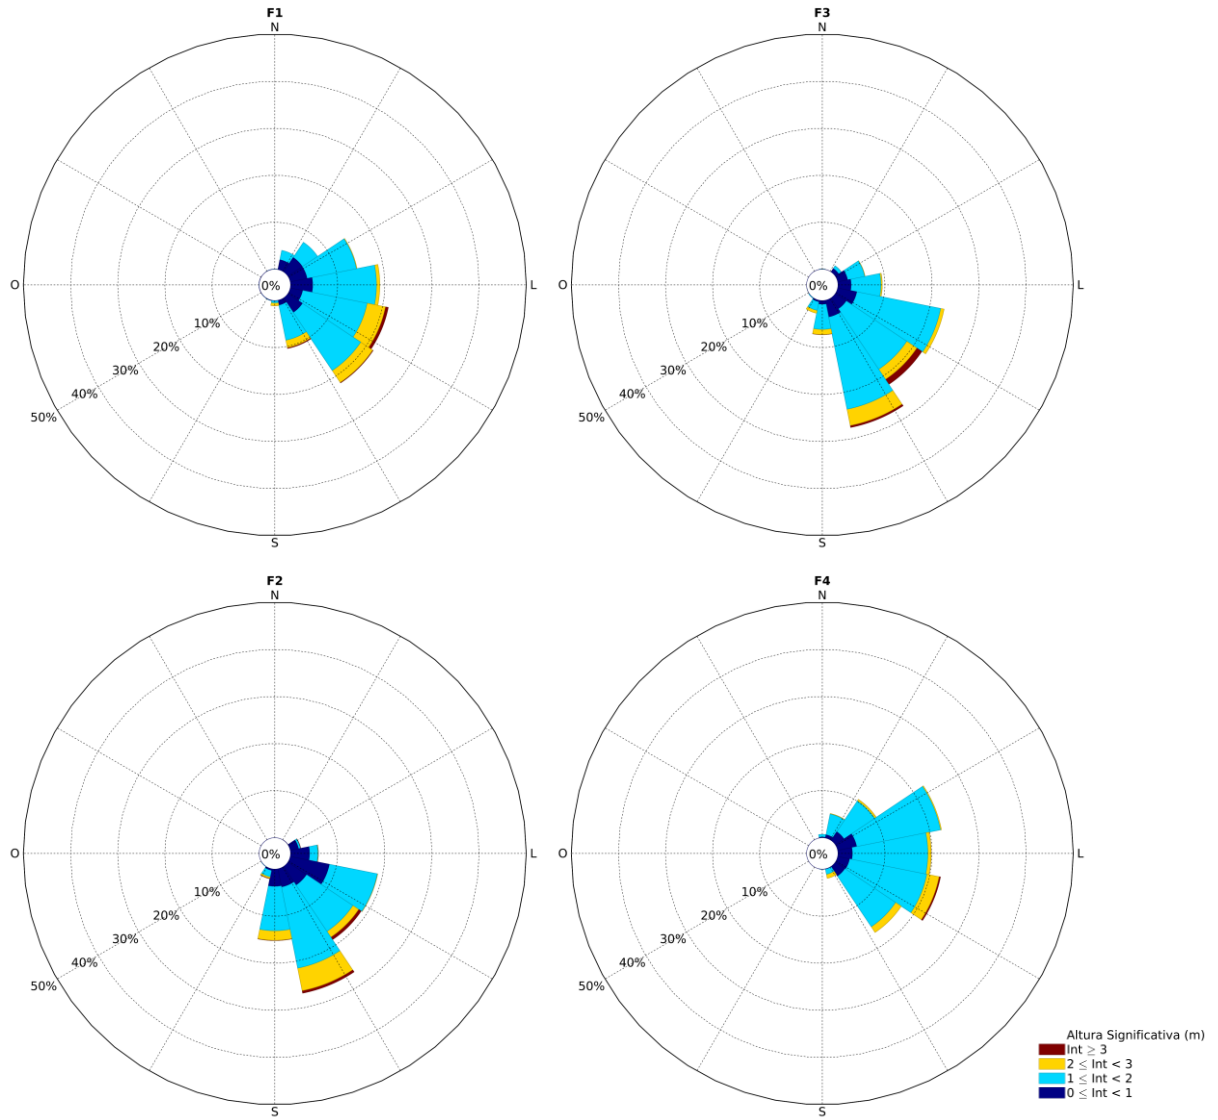 F1
N
O
L
0%
10%
20%
30%
40%
50%
S
F3
N
O
L
0%
10%
20%
30%
40%
50%
S
F2
N
O
L
0%
10%
20%
30%
40%
50%
S
F4
N
O
L
0%
10%
20%
30%
40%
50%
S
Altura Significativa (m)
Int ≥ 3
2 ≤ Int < 3
1 ≤ Int < 2
0 ≤ Int < 1